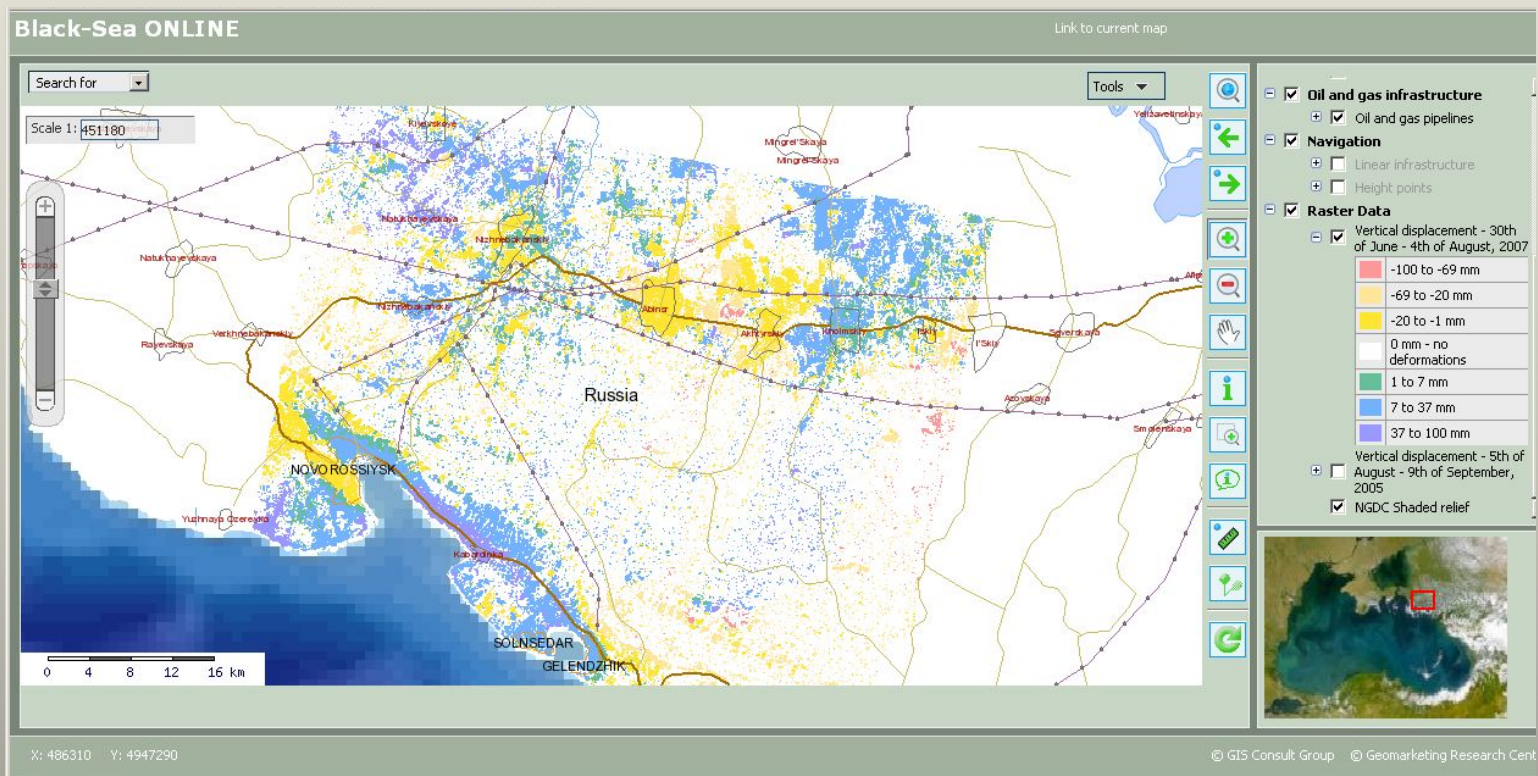 Black-Sea ONLINE
Link to current map
Search for
Tools
Scale 1: 451180
Kiyevskoye
Yelizavetinskaya
Mingrel'Skaya
Mingrel'Skaya
Natukhayevskaya
Nizhnebakanskiy
Natukhayevskaya
Nizhnebakanskiy
Abinsk
Verkhnebakanskiy
Rayevskaya
Akhtyrskiy
Kholmskiy
Iskiy
I'Skiy
Severskaya
Russia
Azovskaya
Smolenskaya
NOVOROSSIYSK
Yuzhnaya Ozereyka
Kabardinka
SOLNSEDAR
GELENDZHIK
0 4 8 12 16 km
Oil and gas infrastructure
Oil and gas pipelines
Navigation
Linear infrastructure
Height points
Raster Data
Vertical displacement - 30th
of June - 4th of August, 2007
-100 to -69 mm
-69 to -20 mm
-20 to -1 mm
0 mm - no
deformations
1 to 7 mm
7 to 37 mm
37 to 100 mm
Vertical displacement - 5th of
August - 9th of September,
2005
NGDC Shaded relief
X: 486310 Y: 4947290
© GIS Consult Group © Geomarketing Research Cent